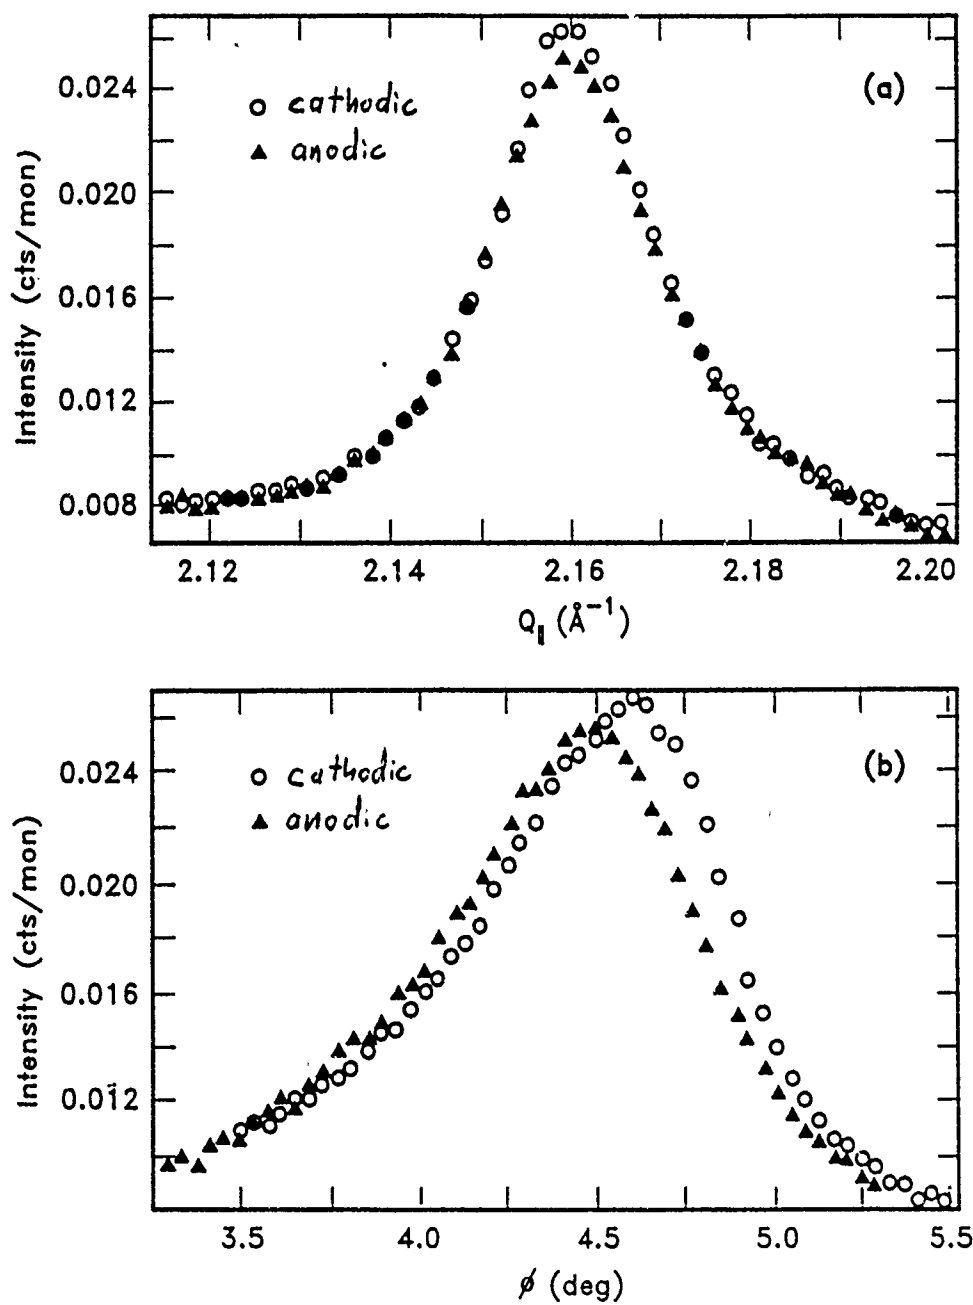 (a)
○ cathodic
▲ anodic
Intensity (cts/mon)
0.024
0.020
0.016
0.012
0.008
2.12 2.14 2.16 2.18 2.20
Q∥ (Å⁻¹)
(b)
○ cathodic
▲ anodic
Intensity (cts/mon)
0.024
0.020
0.016
0.012
3.5 4.0 4.5 5.0 5.5
ϕ (deg)